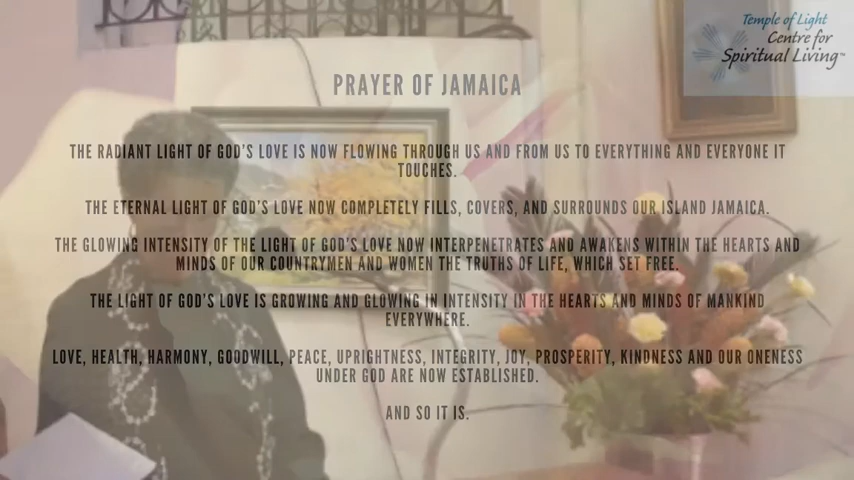 Temple of Light
Centre for
Spiritual Living™
PRAYER OF JAMAICA
THE RADIANT LIGHT OF GOD'S LOVE IS NOW FLOWING THROUGH US AND FROM US TO EVERYTHING AND EVERYONE IT
TOUCHES.
THE ETERNAL LIGHT OF GOD'S LOVE NOW COMPLETELY FILLS, COVERS, AND SURROUNDS OUR ISLAND JAMAICA.
THE GLOWING INTENSITY OF THE LIGHT OF GOD'S LOVE NOW INTERPENETRATES AND AWAKENS WITHIN THE HEARTS AND
MINDS OF OUR COUNTRYMEN AND WOMEN THE TRUTHS OF LIFE, WHICH SET FREE.
THE LIGHT OF GOD'S LOVE IS GROWING AND GLOWING IN INTENSITY IN THE HEARTS AND MINDS OF MANKIND
EVERYWHERE.
LOVE, HEALTH, HARMONY, GOODWILL, PEACE, UPRIGHTNESS, INTEGRITY, JOY, PROSPERITY, KINDNESS AND OUR ONENESS
UNDER GOD ARE NOW ESTABLISHED.
AND SO IT IS.